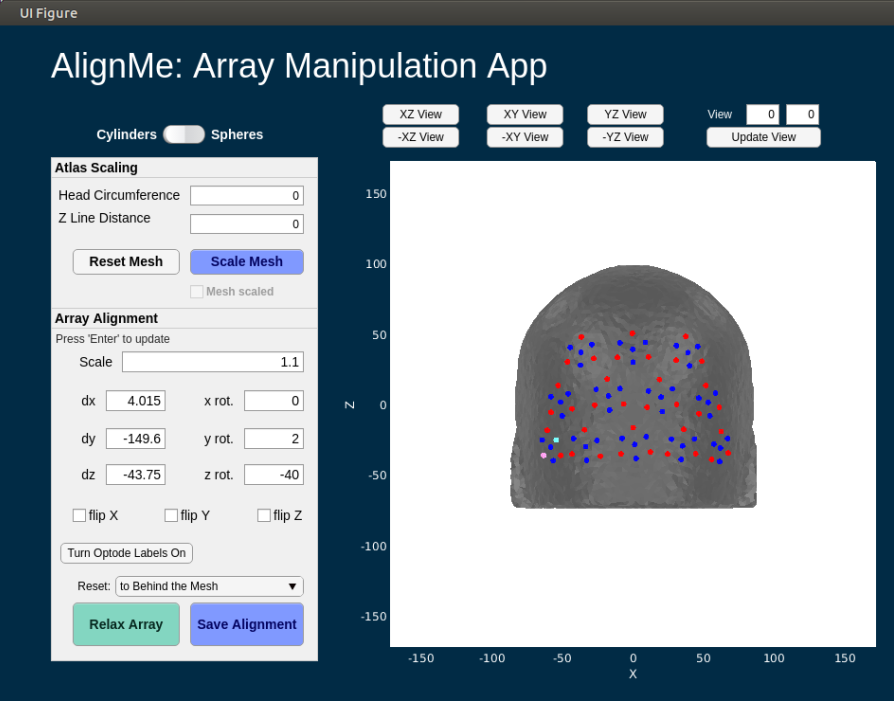 UI Figure
AlignMe: Array Manipulation App
Cylinders Spheres
XZ View XY View YZ View View 0 0
-XZ View -XY View -YZ View Update View
Atlas Scaling
Head Circumference 0
Z Line Distance 0
Reset Mesh Scale Mesh
Mesh scaled
Array Alignment
Press 'Enter' to update
Scale 1.1
dx 4.015 x rot. 0
dy -149.6 y rot. 2
dz -43.75 z rot. -40
flip X flip Y flip Z
Turn Optode Labels On
Reset: to Behind the Mesh
Relax Array Save Alignment
150
100
50
0
-50
-100
-150
Z
-150 -100 -50 0 50 100 150
X